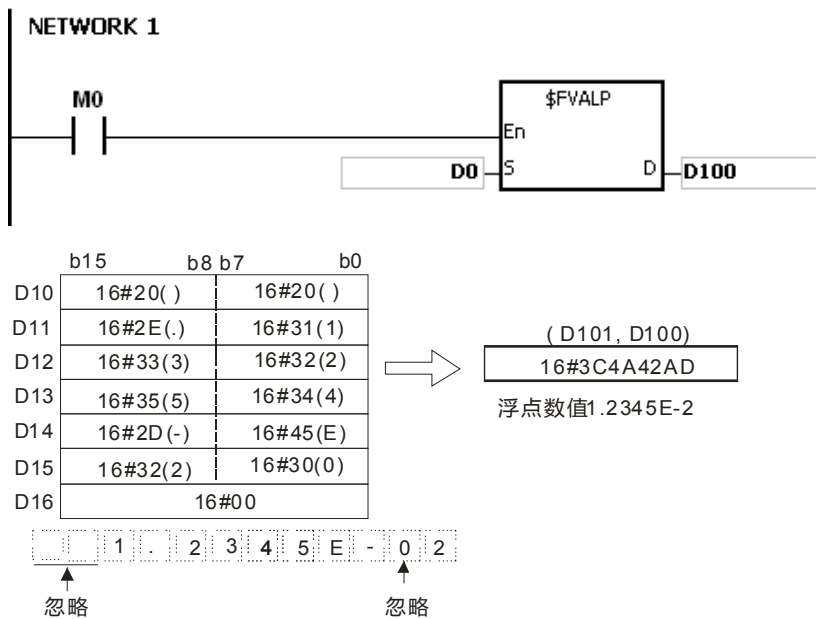 NETWORK 1
M0
$FVALP
En
D0 S D D100
b15 b8 b7 b0
D10 16#20( ) 16#20( )
D11 16#2E(.) 16#31(1)
D12 16#33(3) 16#32(2)
D13 16#35(5) 16#34(4)
D14 16#2D(-) 16#45(E)
D15 16#32(2) 16#30(0)
D16 16#00
(D101, D100)
16#3C4A42AD
浮点数值1.2345E-2
1 . 2 3 4 5 E - 0 2
忽略 忽略